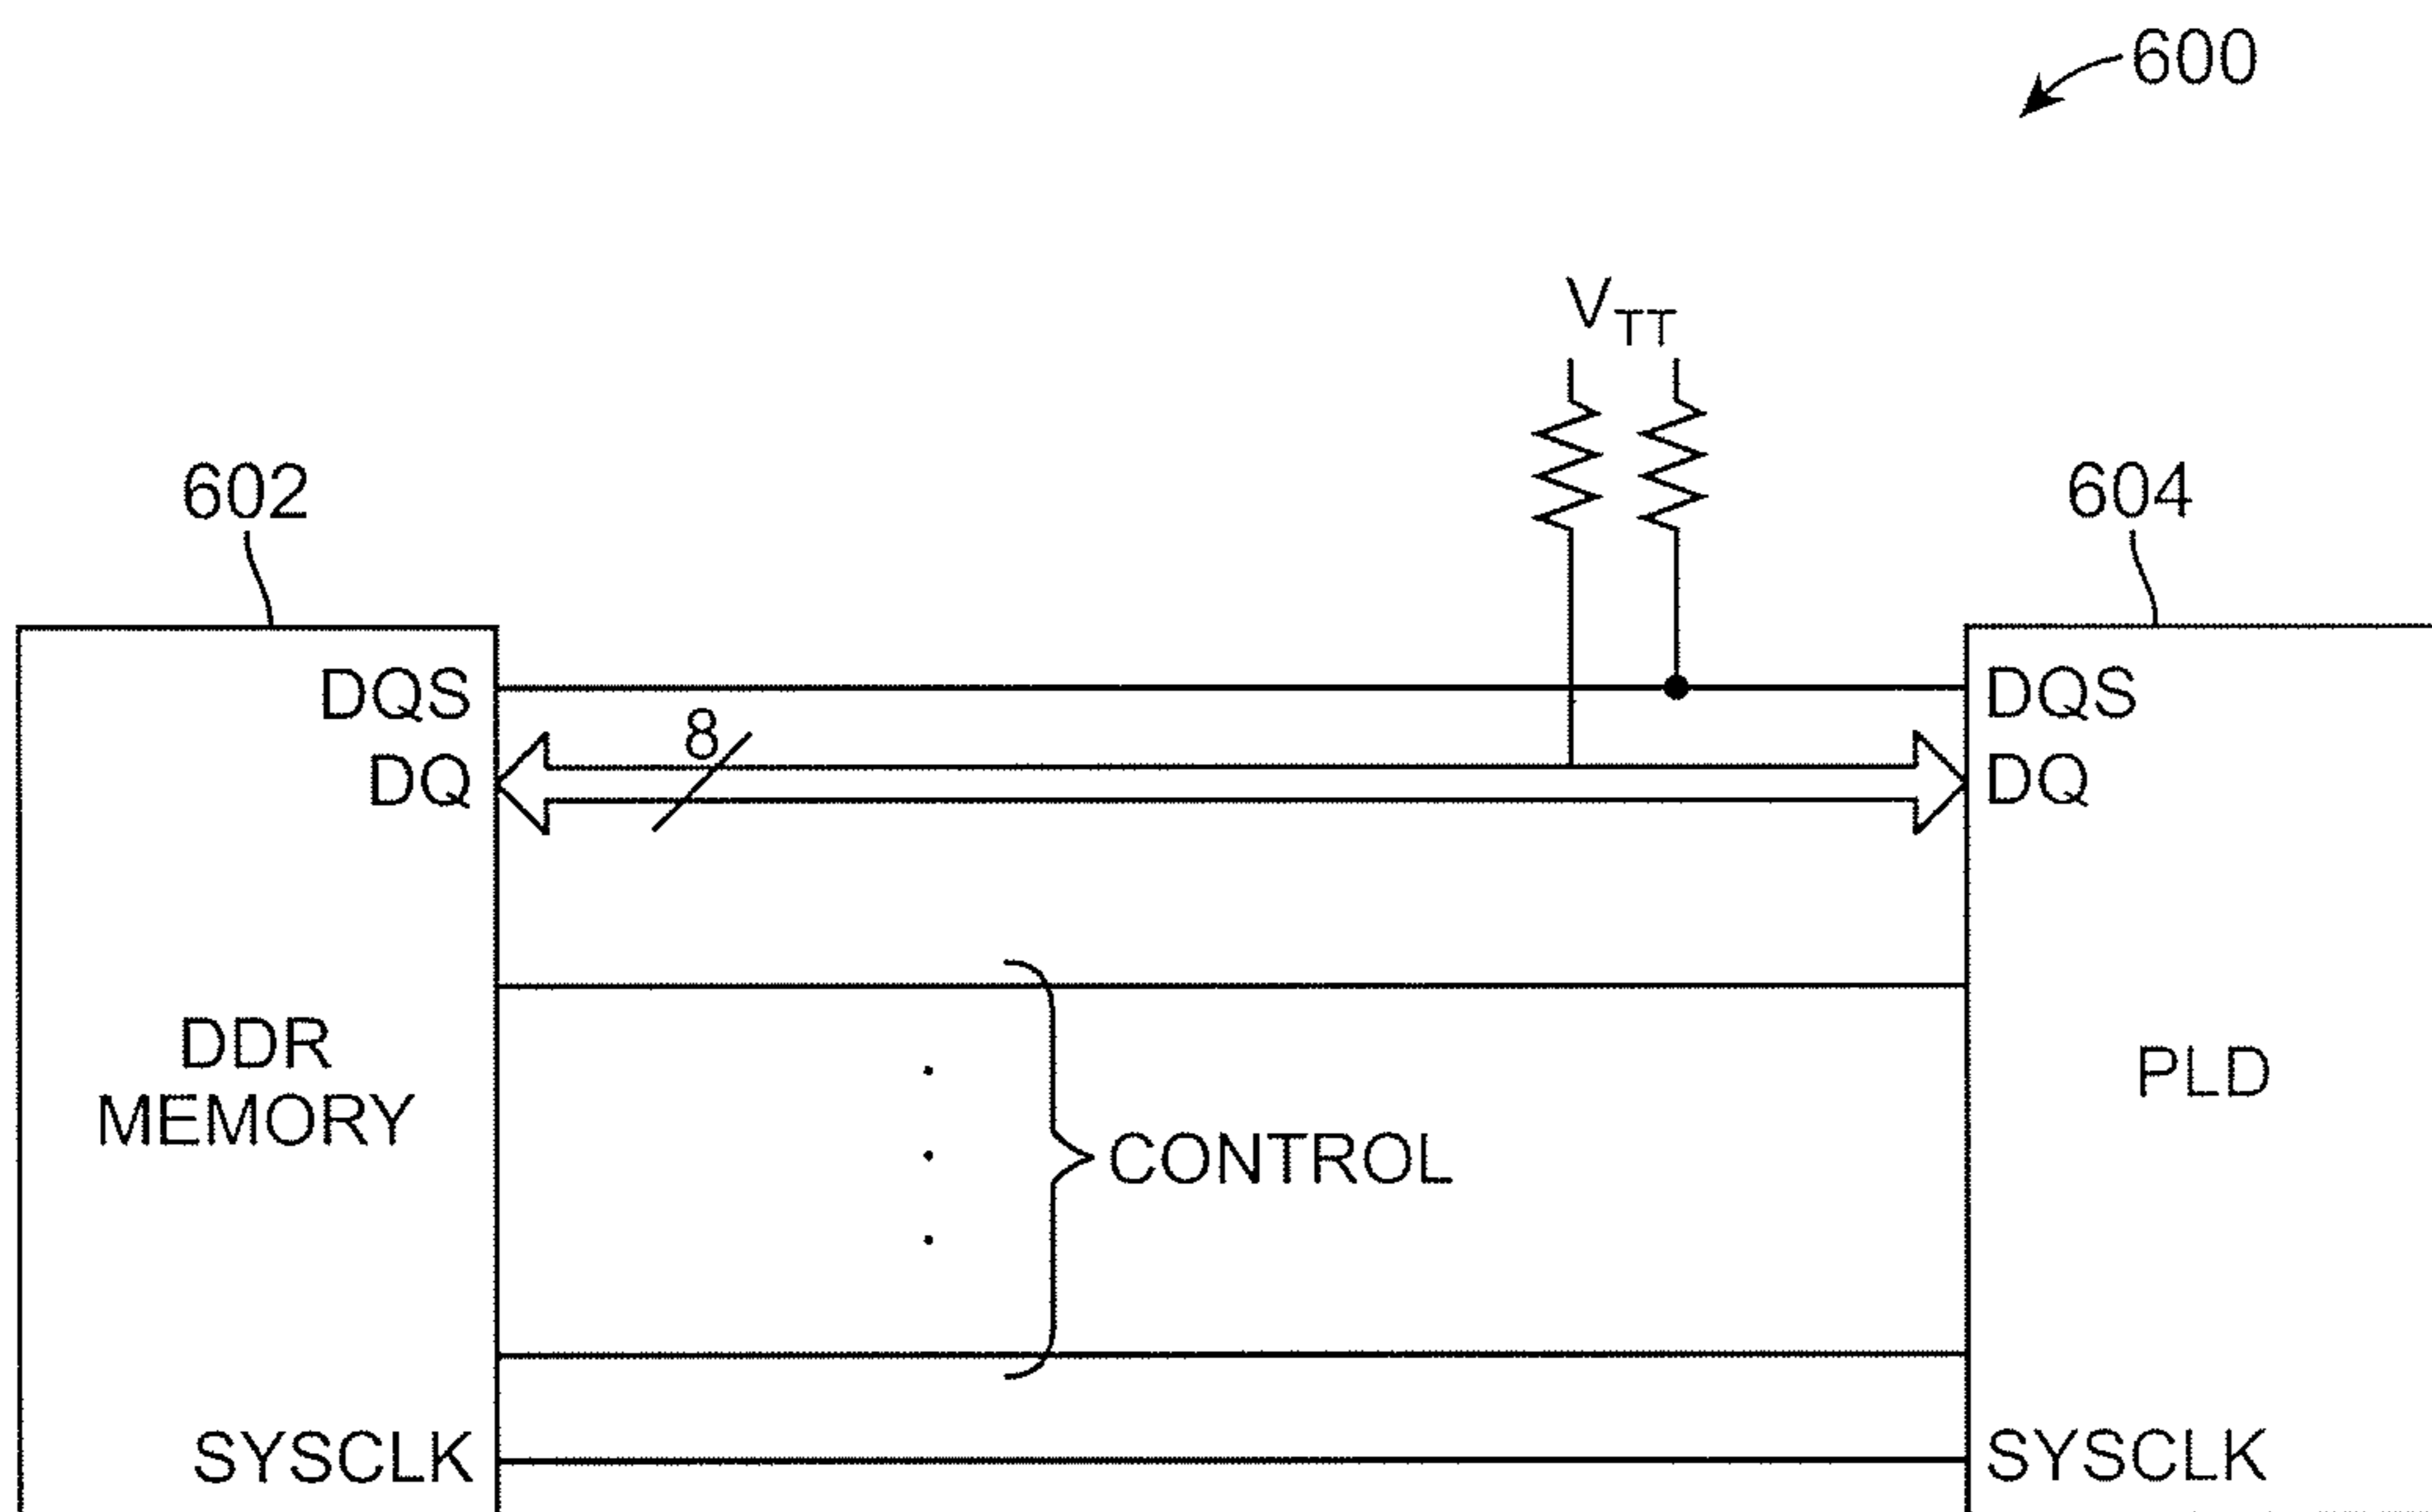 600
VTT
602
604
DQS
DQS
8
DQ
DQ
DDR
MEMORY
CONTROL
PLD
SYSCLK
SYSCLK